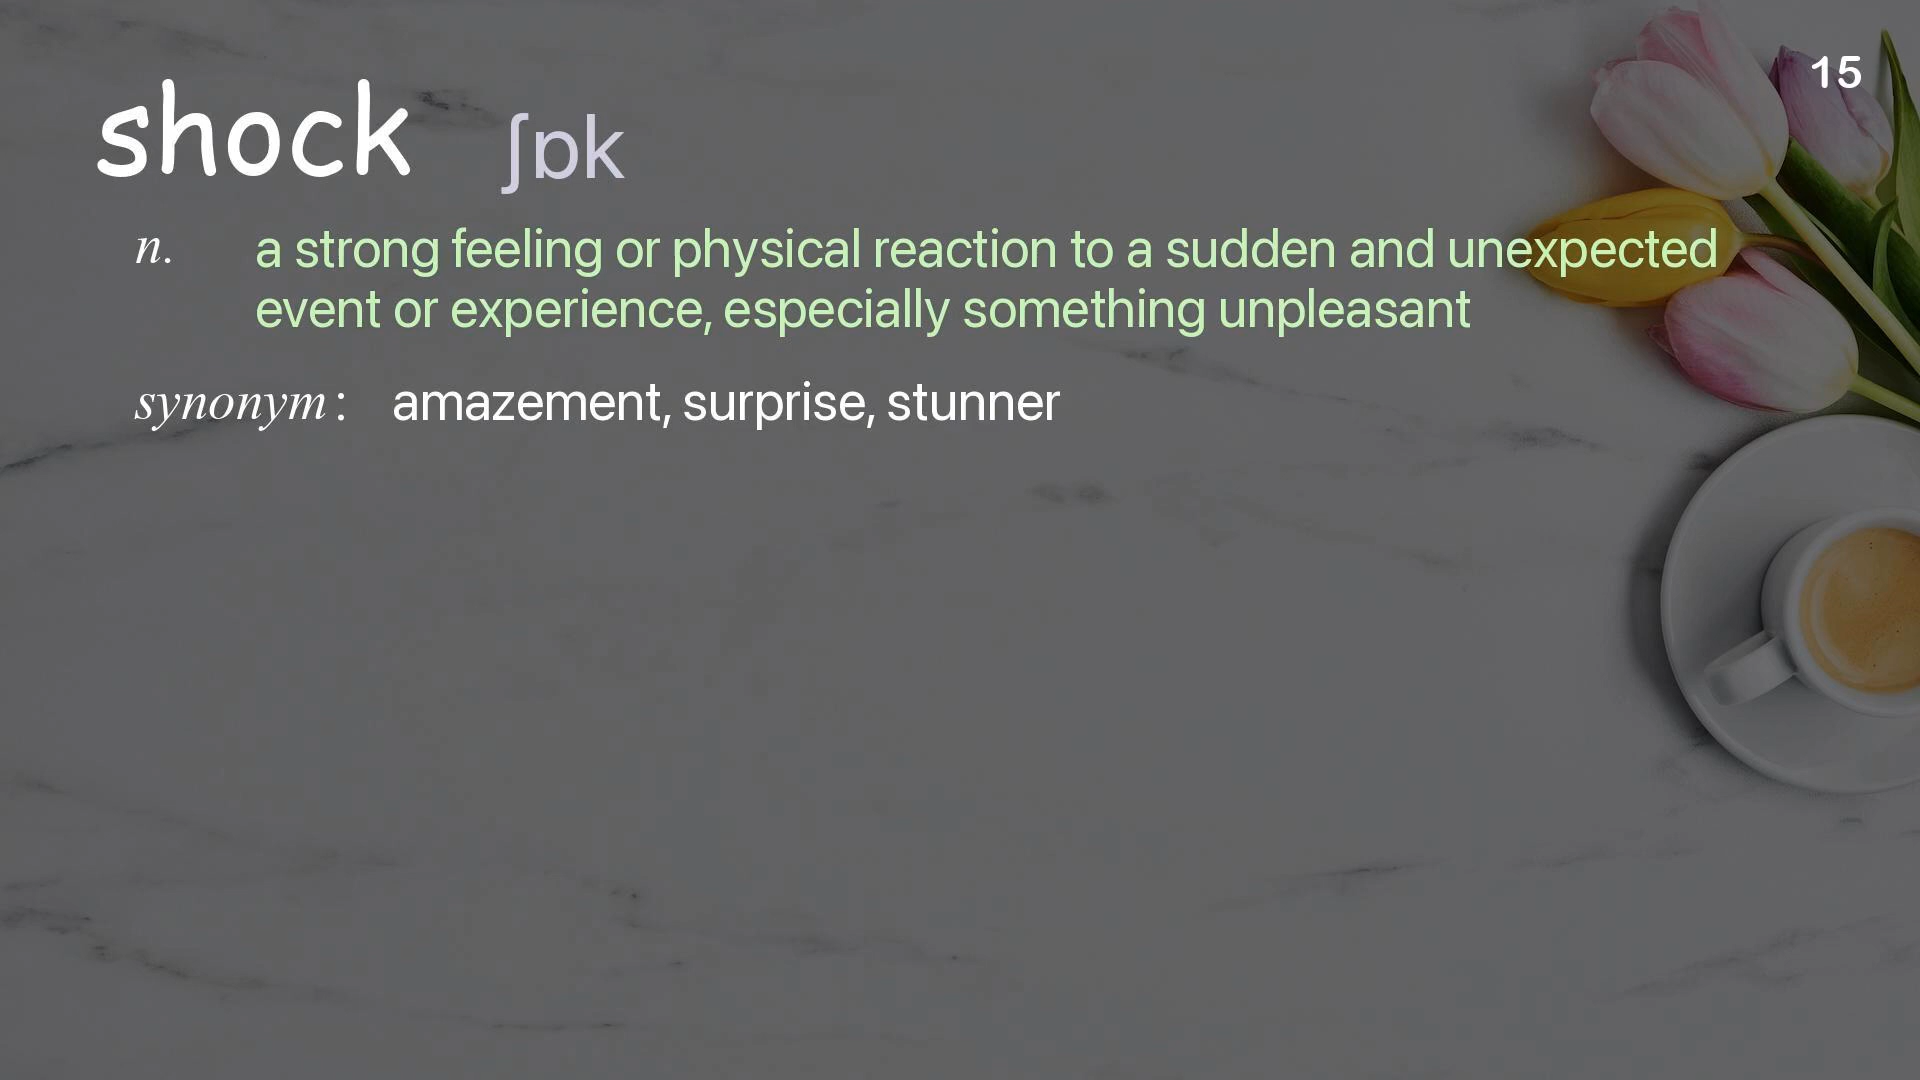 15
shock ʃɒk
n. a strong feeling or physical reaction to a sudden and unexpected
event or experience, especially something unpleasant
synonym: amazement, surprise, stunner